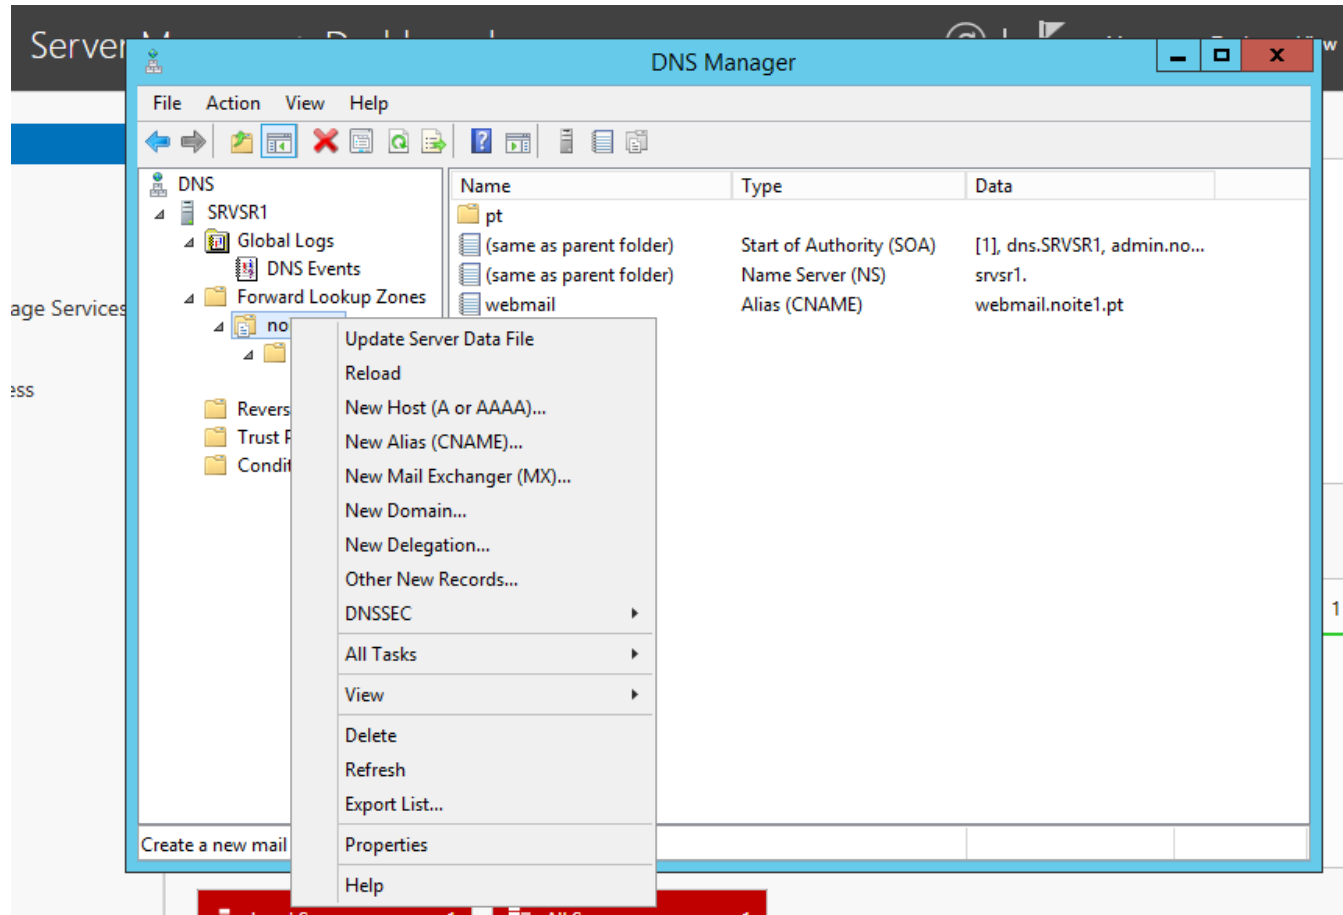 Server
DNS Manager
File Action View Help
DNS
SRVSR1
Global Logs
DNS Events
Forward Lookup Zones
no
Revers
Trust
Condit
Name Type Data
pt
(same as parent folder) Start of Authority (SOA) [1], dns.SRVSR1, admin.no...
(same as parent folder) Name Server (NS) srvsr1.
webmail Alias (CNAME) webmail.noite1.pt
Update Server Data File
Reload
New Host (A or AAAA)...
New Alias (CNAME)...
New Mail Exchanger (MX)...
New Domain...
New Delegation...
Other New Records...
DNSSEC
All Tasks
View
Delete
Refresh
Export List...
Properties
Help
Create a new mail
age Services
ess
1